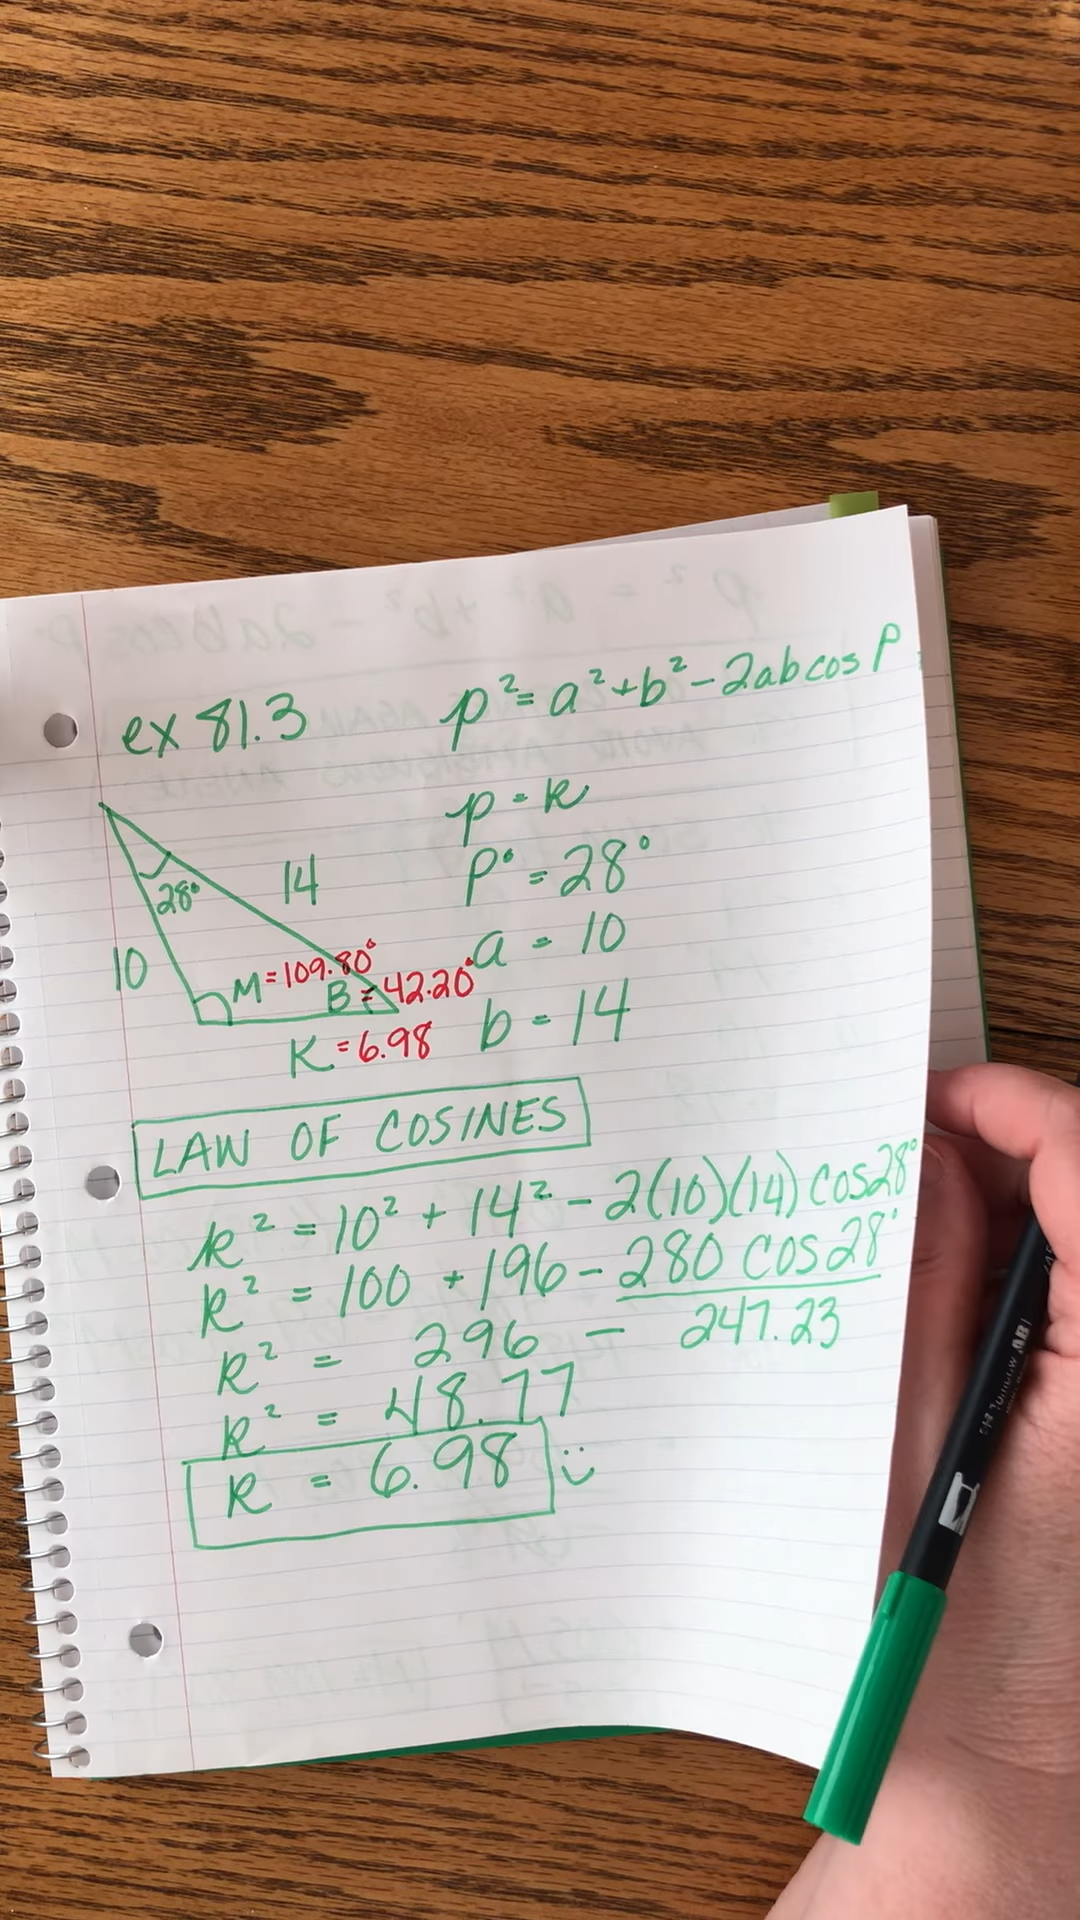 ex 81.3
p² = a² + b² - 2ab cos P
p = k
P° = 28°
a = 10
b = 14
28°
14
10
M = 109.80°
B = 42.20°
K = 6.98
LAW OF COSINES
k² = 10² + 14² - 2(10)(14) cos 28°
k² = 100 + 196 - 280 cos 28°
k² = 296 - 247.23
k² = 48.77
k = 6.98